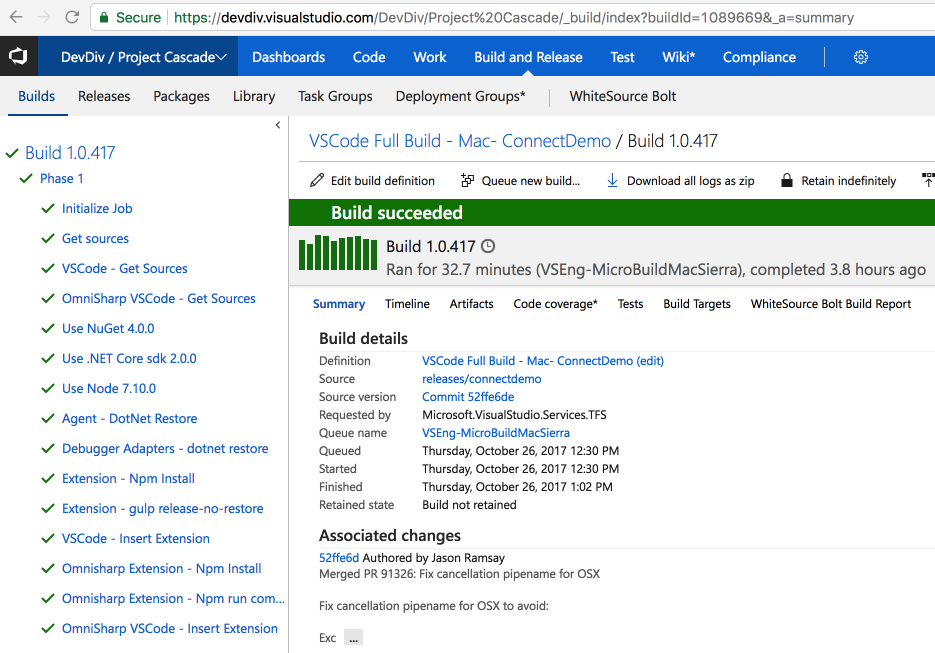 Secure https://devdiv.visualstudio.com/DevDiv/Project%20Cascade/_build/index?buildId=1089669&_a=summary
DevDiv / Project Cascade Dashboards Code Work Build and Release Test Wiki* Compliance
Builds Releases Packages Library Task Groups Deployment Groups* WhiteSource Bolt
Build 1.0.417
Phase 1
Initialize Job
Get sources
VSCode - Get Sources
OmniSharp VSCode - Get Sources
Use NuGet 4.0.0
Use .NET Core sdk 2.0.0
Use Node 7.10.0
Agent - DotNet Restore
Debugger Adapters - dotnet restore
Extension - Npm Install
Extension - gulp release-no-restore
VSCode - Insert Extension
Omnisharp Extension - Npm Install
Omnisharp Extension - Npm run com...
OmniSharp VSCode - Insert Extension
VSCode Full Build - Mac- ConnectDemo / Build 1.0.417
Edit build definition Queue new build... Download all logs as zip Retain indefinitely
Build succeeded
Build 1.0.417
Ran for 32.7 minutes (VSEng-MicroBuildMacSierra), completed 3.8 hours ago
Summary Timeline Artifacts Code coverage* Tests Build Targets WhiteSource Bolt Build Report
Build details
Definition VSCode Full Build - Mac- ConnectDemo (edit)
Source releases/connectdemo
Source version Commit 52ffe6de
Requested by Microsoft.VisualStudio.Services.TFS
Queue name VSEng-MicroBuildMacSierra
Queued Thursday, October 26, 2017 12:30 PM
Started Thursday, October 26, 2017 12:30 PM
Finished Thursday, October 26, 2017 1:02 PM
Retained state Build not retained
Associated changes
52ffe6d Authored by Jason Ramsay
Merged PR 91326: Fix cancellation pipename for OSX
Fix cancellation pipename for OSX to avoid:
Exc ...